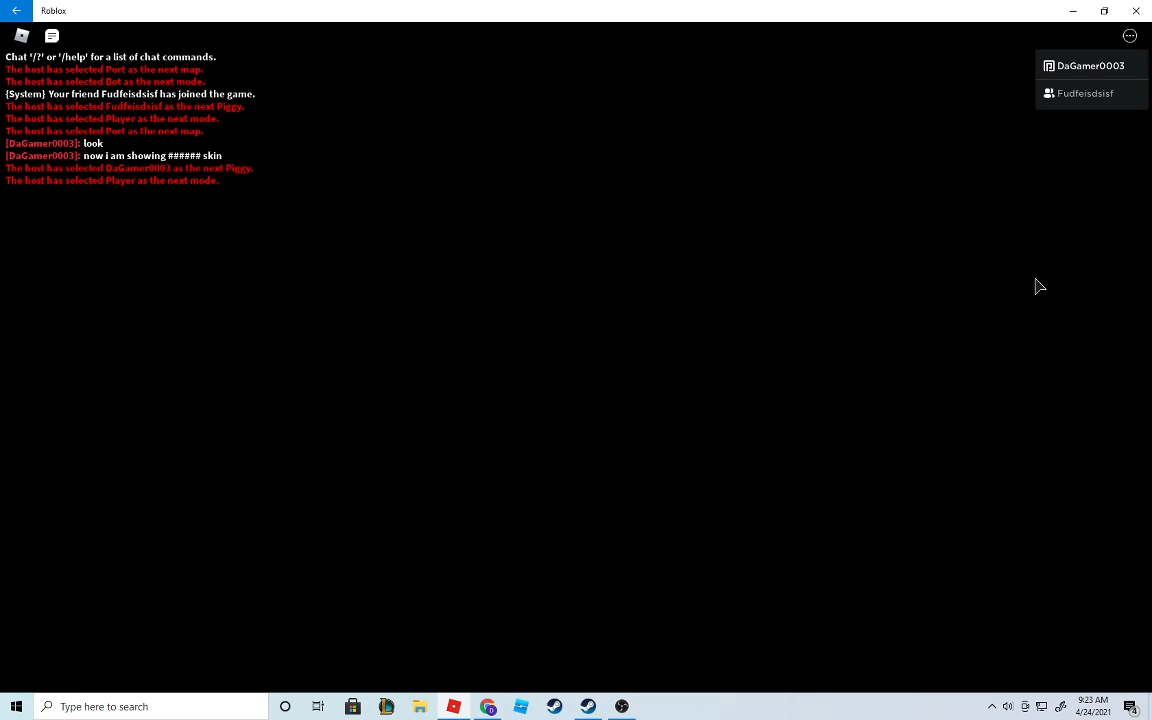 Roblox
Chat '/?' or '/help' for a list of chat commands.
The host has selected Port as the next map.
The host has selected Bot as the next mode.
{System} Your friend Fudfeisdsisf has joined the game.
The host has selected Fudfeisdsisf as the next Piggy.
The host has selected Player as the next mode.
The host has selected Port as the next map.
[DaGamer0003]: look
[DaGamer0003]: now i am showing ###### skin
The host has selected DaGamer0003 as the next Piggy.
The host has selected Player as the next mode.
DaGamer0003
Fudfeisdsisf
Type here to search
9:23 AM
4/24/2021
4